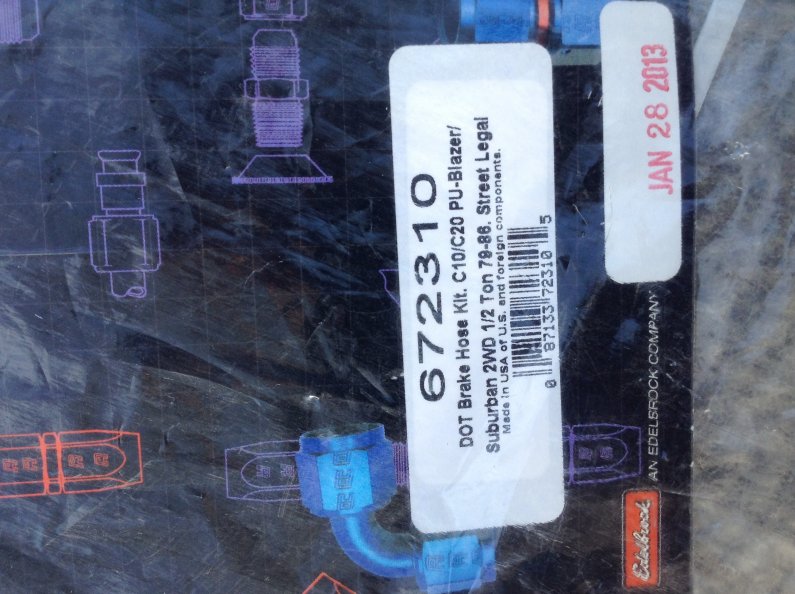 672310
DOT Brake Hose Kit. C10/C20 PU-Blazer/
Suburban 2WD 1/2 Ton 79-86. Street Legal
Made in USA of U.S. and foreign components.
0 87133 72310 5
JAN 28 2013
Edelbrock
AN EDELBROCK COMPANY